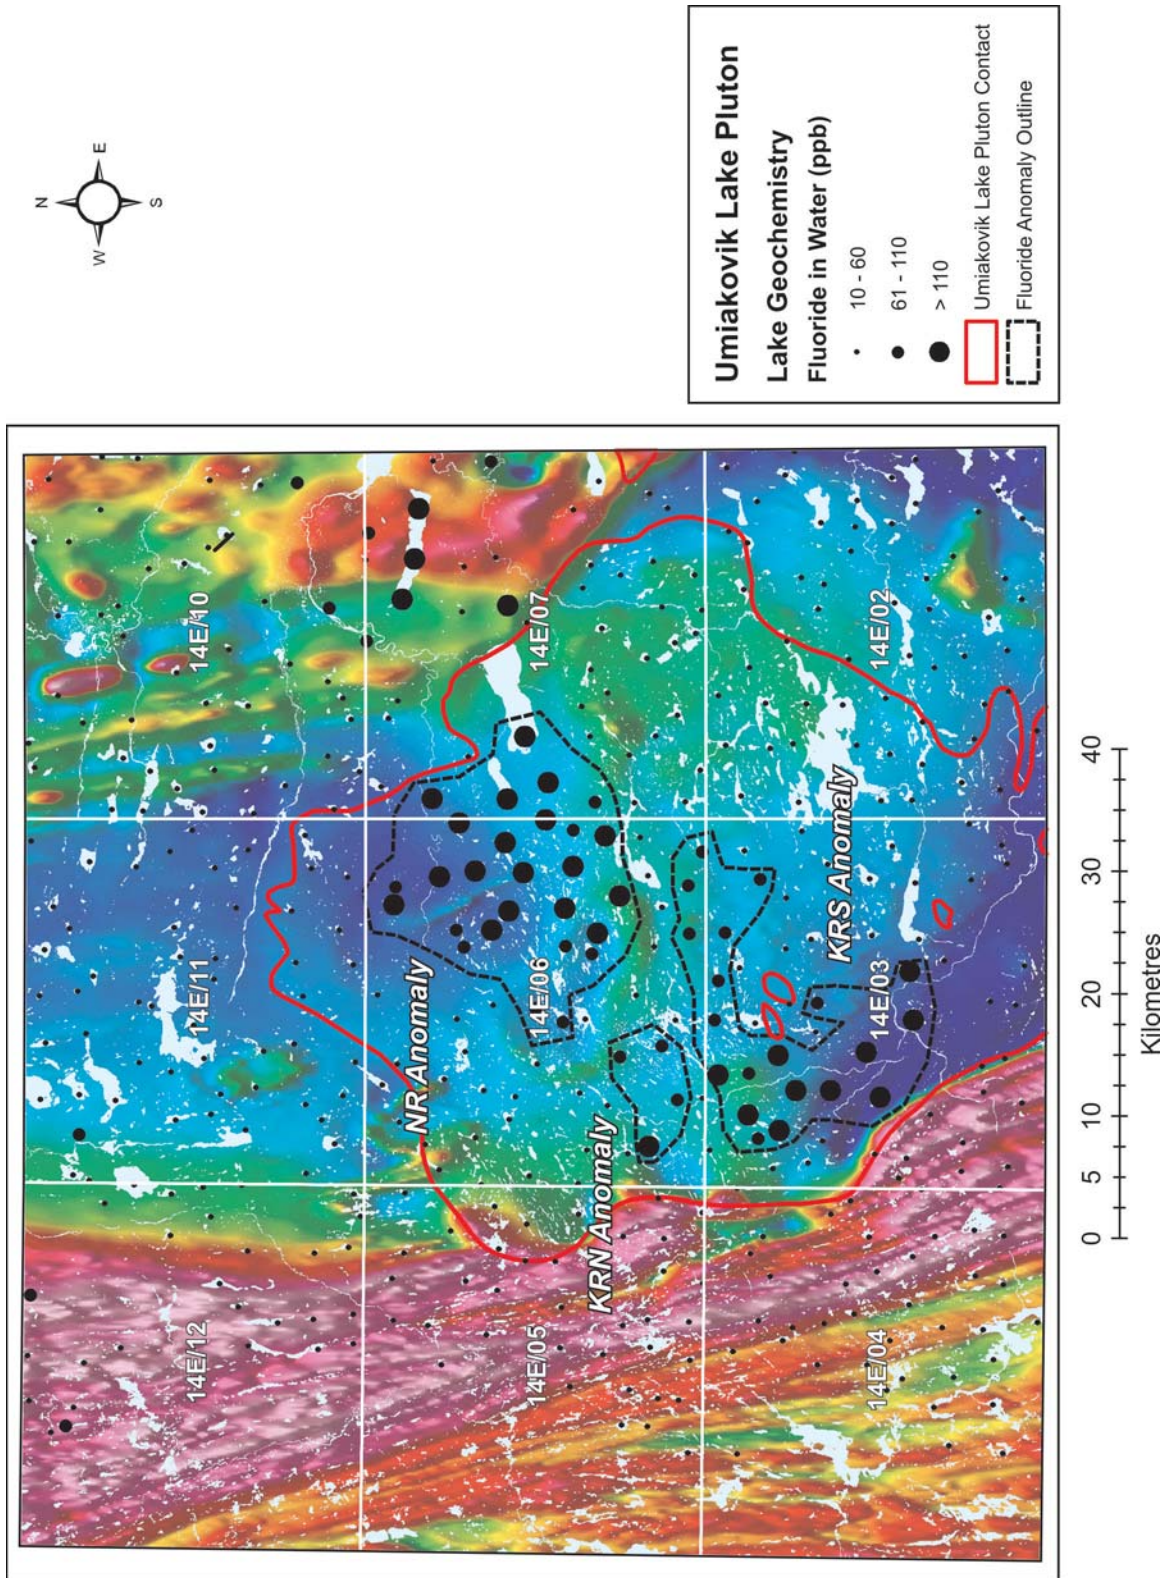 N
W
E
S
Umiakovik Lake Pluton
Lake Geochemistry
Fluoride in Water (ppb)
10 - 60
61 - 110
> 110
Umiakovik Lake Pluton Contact
Fluoride Anomaly Outline
14E/12
14E/11
14E/10
NR Anomaly
14E/05
14E/06
14E/07
KRN Anomaly
14E/04
14E/03
14E/02
KRS Anomaly
0 5 10 20 30 40
Kilometres